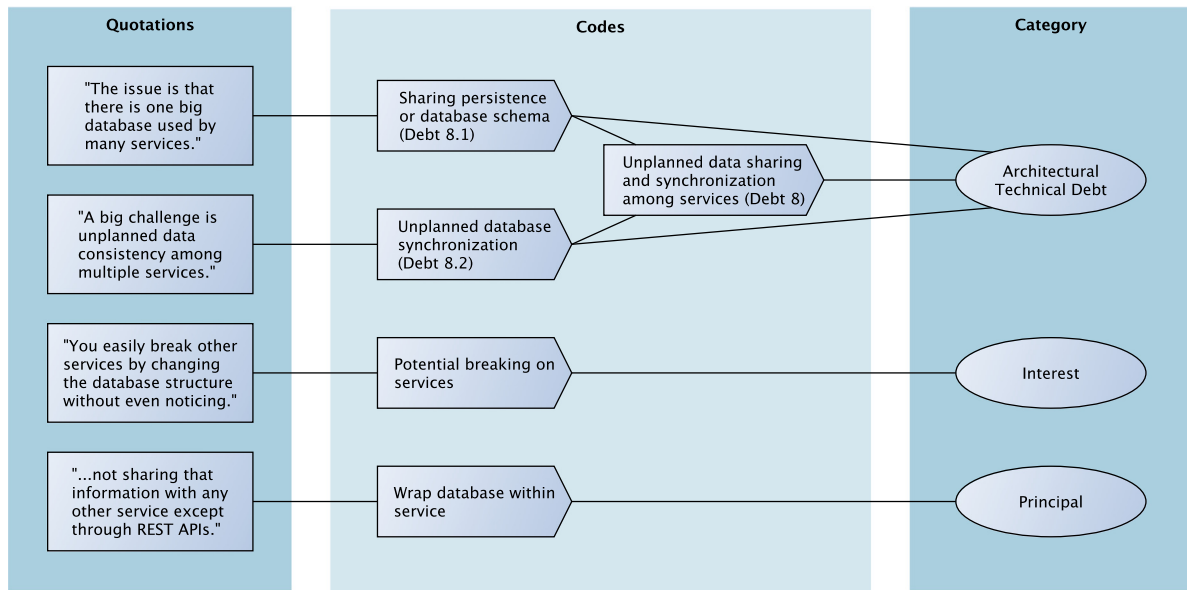 Quotations
Codes
Category
"The issue is that
there is one big
database used by
many services."
Sharing persistence
or database schema
(Debt 8.1)
Unplanned data sharing
and synchronization
among services (Debt 8)
Architectural
Technical Debt
"A big challenge is
unplanned data
consistency among
multiple services."
Unplanned database
synchronization
(Debt 8.2)
"You easily break other
services by changing
the database structure
without even noticing."
Potential breaking on
services
Interest
"...not sharing that
information with any
other service except
through REST APIs."
Wrap database within
service
Principal